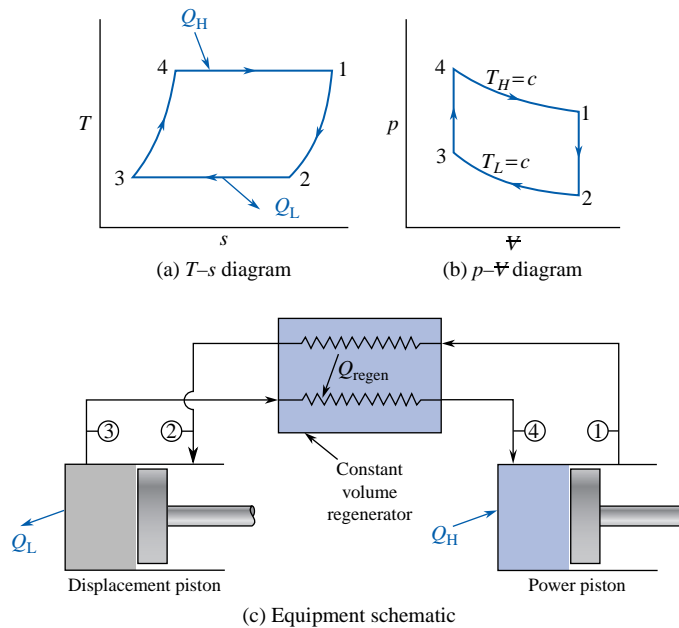 Q_H
4
1
T
3
2
Q_L
s
(a) T–s diagram
4
T_H = c
1
p
3
T_L = c
2
V
(b) p–V diagram
Q_regen
3
2
4
1
Constant
volume
regenerator
Q_L
Q_H
Displacement piston
Power piston
(c) Equipment schematic